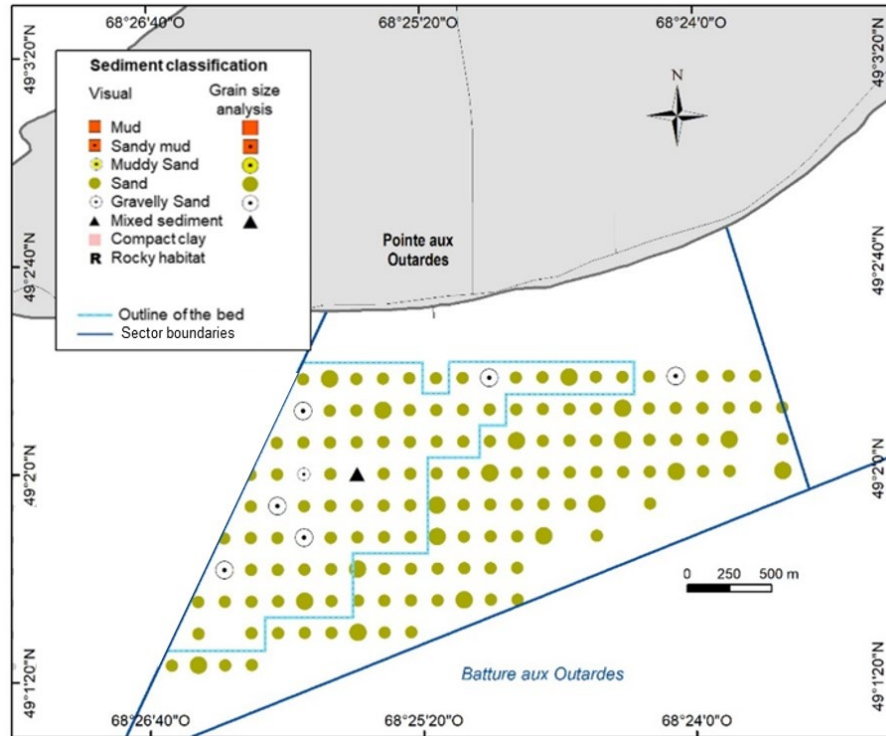 68°26'40"O 68°25'20"O 68°24'0"O
49°3'20"N 49°3'20"N
Sediment classification
Visual Grain size analysis
Mud
Sandy mud
Muddy Sand
Sand
Gravelly Sand
Mixed sediment
Compact clay
R Rocky habitat
Outline of the bed
Sector boundaries
N
Pointe aux
Outardes
49°2'40"N 49°2'40"N
49°2'0"N 49°2'0"N
0 250 500 m
Batture aux Outardes
49°1'20"N 49°1'20"N
68°26'40"O 68°25'20"O 68°24'0"O